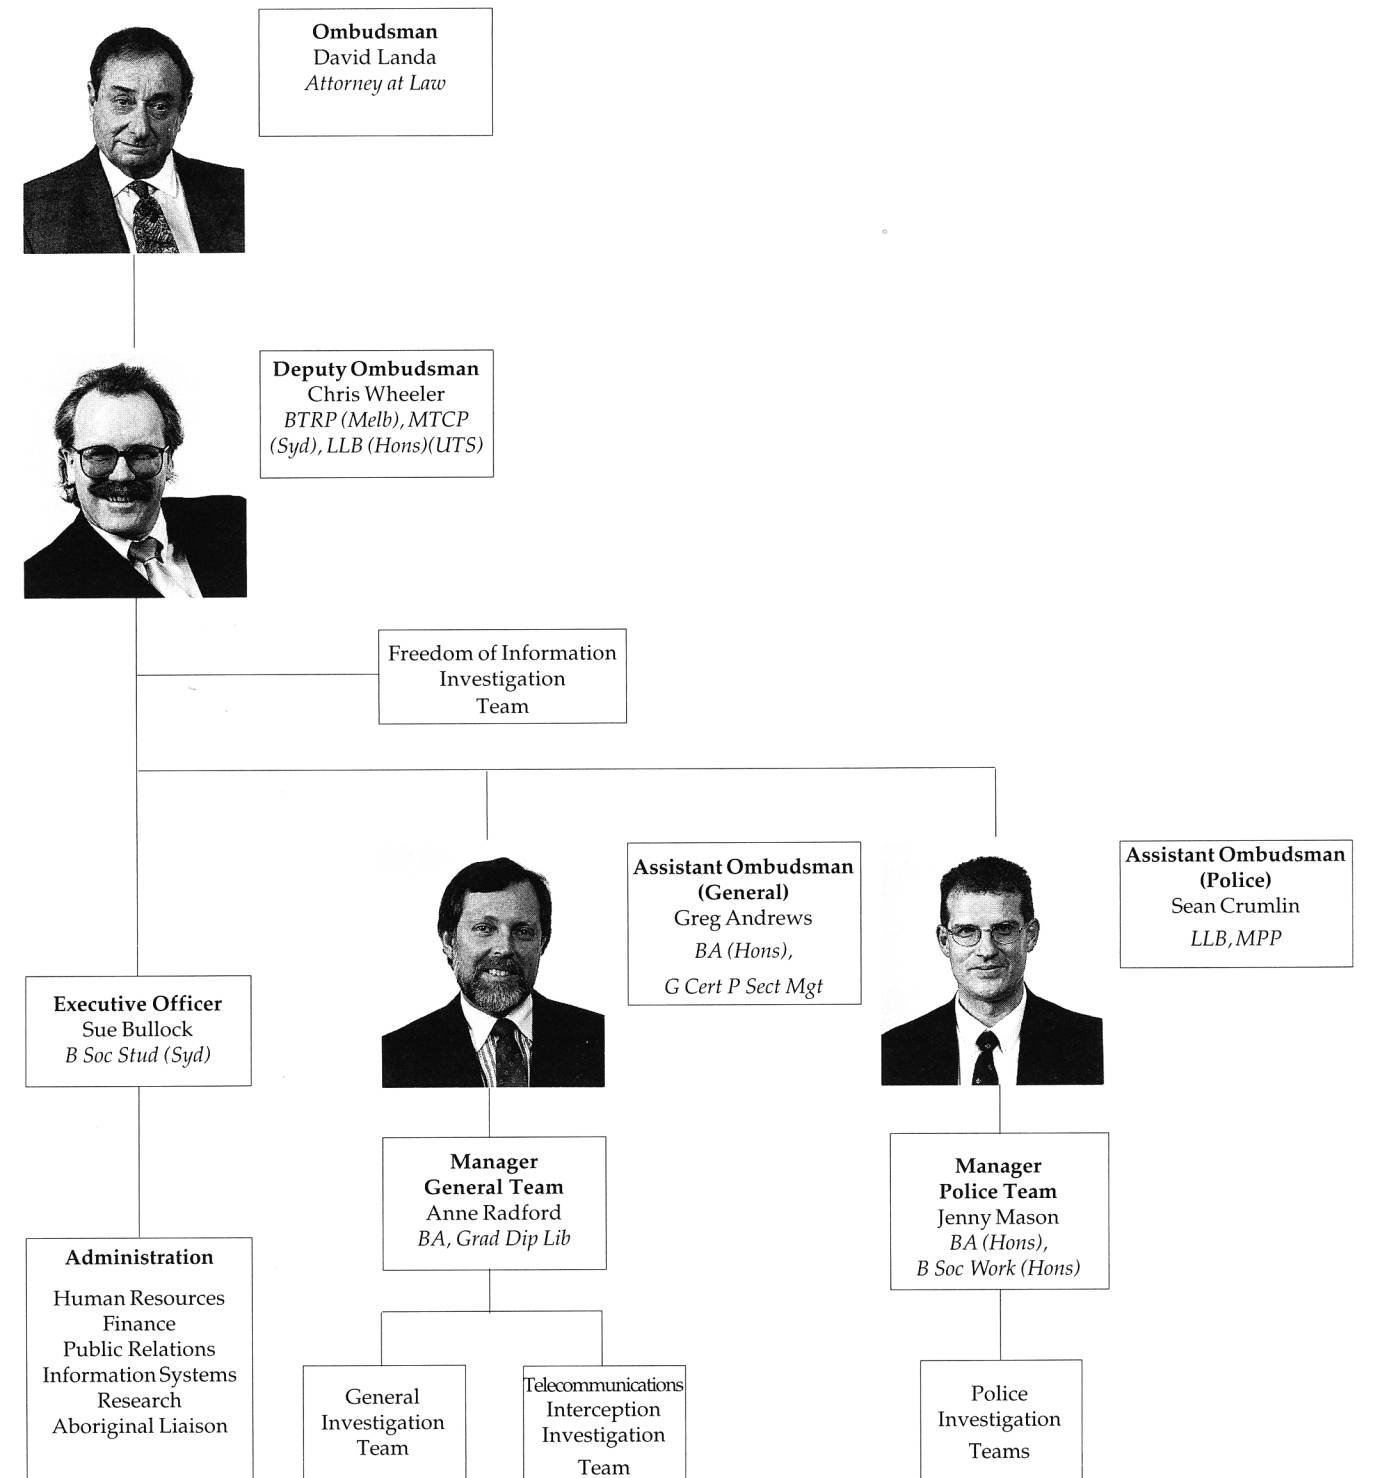 Ombudsman
David Landa
Attorney at Law
Deputy Ombudsman
Chris Wheeler
BTRP (Melb), MTCP
(Syd), LLB (Hons)(UTS)
Freedom of Information
Investigation
Team
Assistant Ombudsman
(General)
Greg Andrews
BA (Hons),
G Cert P Sect Mgt
Assistant Ombudsman
(Police)
Sean Crumlin
LLB, MPP
Executive Officer
Sue Bullock
B Soc Stud (Syd)
Manager
General Team
Anne Radford
BA, Grad Dip Lib
Manager
Police Team
Jenny Mason
BA (Hons),
B Soc Work (Hons)
Administration
Human Resources
Finance
Public Relations
Information Systems
Research
Aboriginal Liaison
General
Investigation
Team
Telecommunications
Interception
Investigation
Team
Police
Investigation
Teams